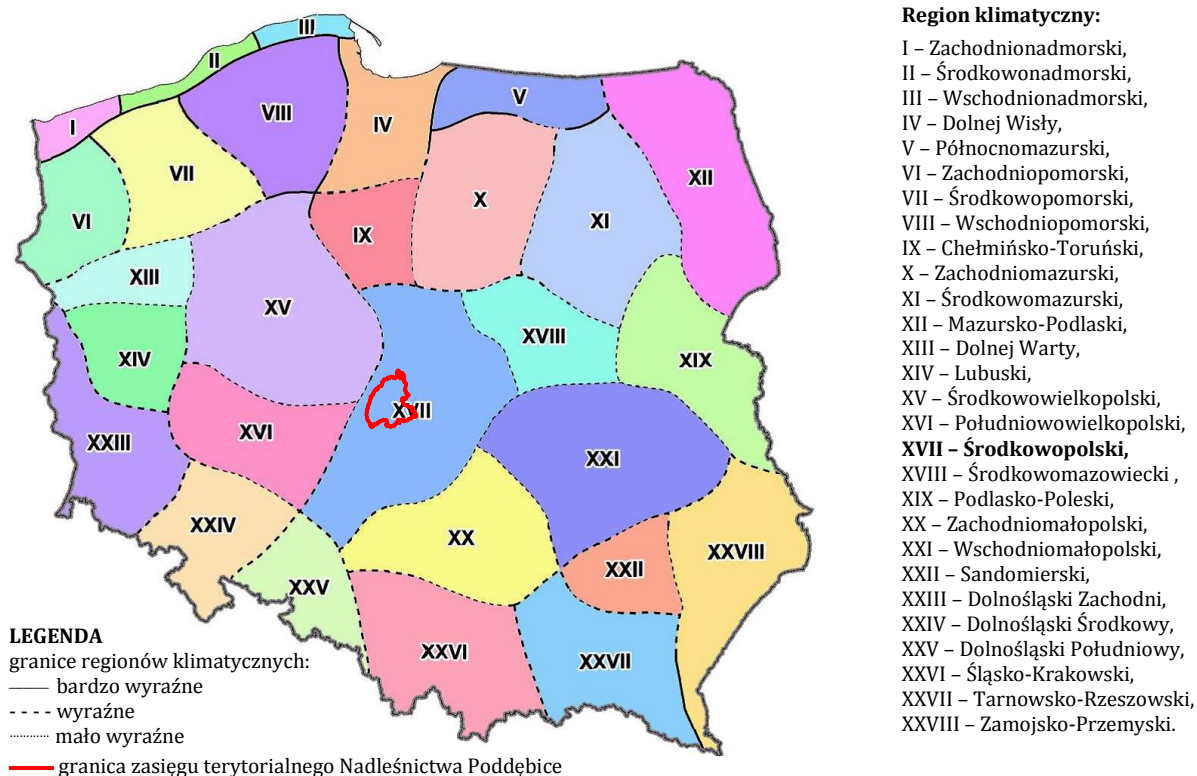 Region klimatyczny:
I – Zachodnionadmorski,
II – Środkowonadmorski,
III – Wschodnionadmorski,
IV – Dolnej Wisły,
V – Północnomazurski,
VI – Zachodniopomorski,
VII – Środkowopomorski,
VIII – Wschodniopomorski,
IX – Chełmińsko-Toruński,
X – Zachodniomazurski,
XI – Środkowomazurski,
XII – Mazursko-Podlaski,
XIII – Dolnej Warty,
XIV – Lubuski,
XV – Środkowowielkopolski,
XVI – Południowowielkopolski,
XVII – Środkowopolski,
XVIII – Środkowomazowiecki ,
XIX – Podlasko-Poleski,
XX – Zachodniomałopolski,
XXI – Wschodniomałopolski,
XXII – Sandomierski,
XXIII – Dolnośląski Zachodni,
XXIV – Dolnośląski Środkowy,
XXV – Dolnośląski Południowy,
XXVI – Śląsko-Krakowski,
XXVII – Tarnowsko-Rzeszowski,
XXVIII – Zamojsko-Przemyski.
III
II
I
VIII
IV
V
VII
X
XII
VI
IX
XI
XIII
XV
XVIII
XIV
XIX
XVII
XVI
XXIII
XXI
XXIV
XX
XXVIII
XXII
XXV
XXVI
XXVII
LEGENDA
granice regionów klimatycznych:
bardzo wyraźne
wyraźne
mało wyraźne
granica zasięgu terytorialnego Nadleśnictwa Poddębice